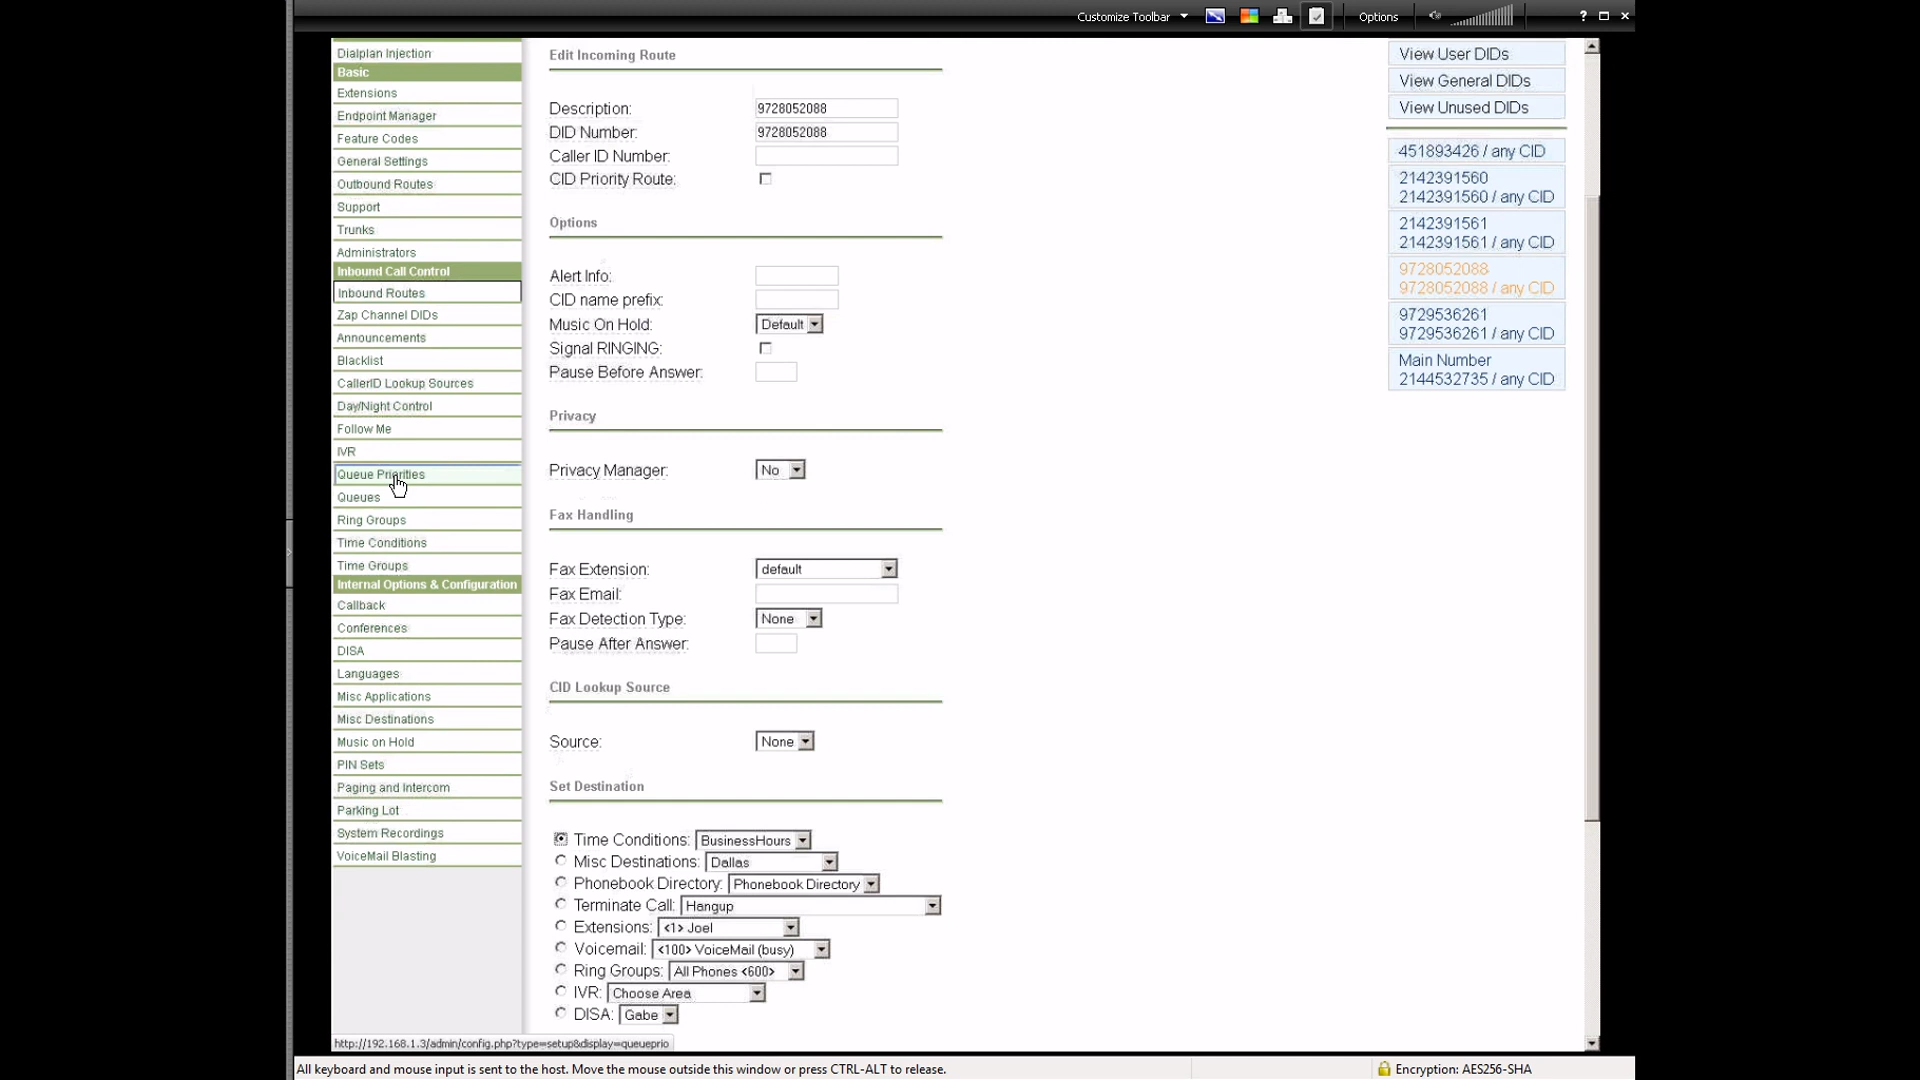 Customize Toolbar
Options
?
Dialplan Injection
Basic
Extensions
Endpoint Manager
Feature Codes
General Settings
Outbound Routes
Support
Trunks
Administrators
Inbound Call Control
Inbound Routes
Zap Channel DIDs
Announcements
Blacklist
CallerID Lookup Sources
Day/Night Control
Follow Me
IVR
Queue Priorities
Queues
Ring Groups
Time Conditions
Time Groups
Internal Options & Configuration
Callback
Conferences
DISA
Languages
Misc Applications
Misc Destinations
Music on Hold
PIN Sets
Paging and Intercom
Parking Lot
System Recordings
VoiceMail Blasting
Edit Incoming Route
Description: 9728052088
DID Number: 9728052088
Caller ID Number:
CID Priority Route:
Options
Alert Info:
CID name prefix:
Music On Hold: Default
Signal RINGING:
Pause Before Answer:
Privacy
Privacy Manager: No
Fax Handling
Fax Extension: default
Fax Email:
Fax Detection Type: None
Pause After Answer:
CID Lookup Source
Source: None
Set Destination
Time Conditions: BusinessHours
Misc Destinations: Dallas
Phonebook Directory: Phonebook Directory
Terminate Call: Hangup
Extensions: <1> Joel
Voicemail: <100> VoiceMail (busy)
Ring Groups: All Phones <600>
IVR: Choose Area
DISA: Gabe
View User DIDs
View General DIDs
View Unused DIDs
451893426 / any CID
2142391560
2142391560 / any CID
2142391561
2142391561 / any CID
9728052088
9728052088 / any CID
9729536261
9729536261 / any CID
Main Number
2144532735 / any CID
http://192.168.1.3/admin/config.php?type=setup&display=queueprio
All keyboard and mouse input is sent to the host. Move the mouse outside this window or press CTRL-ALT to release.
Encryption: AES256-SHA